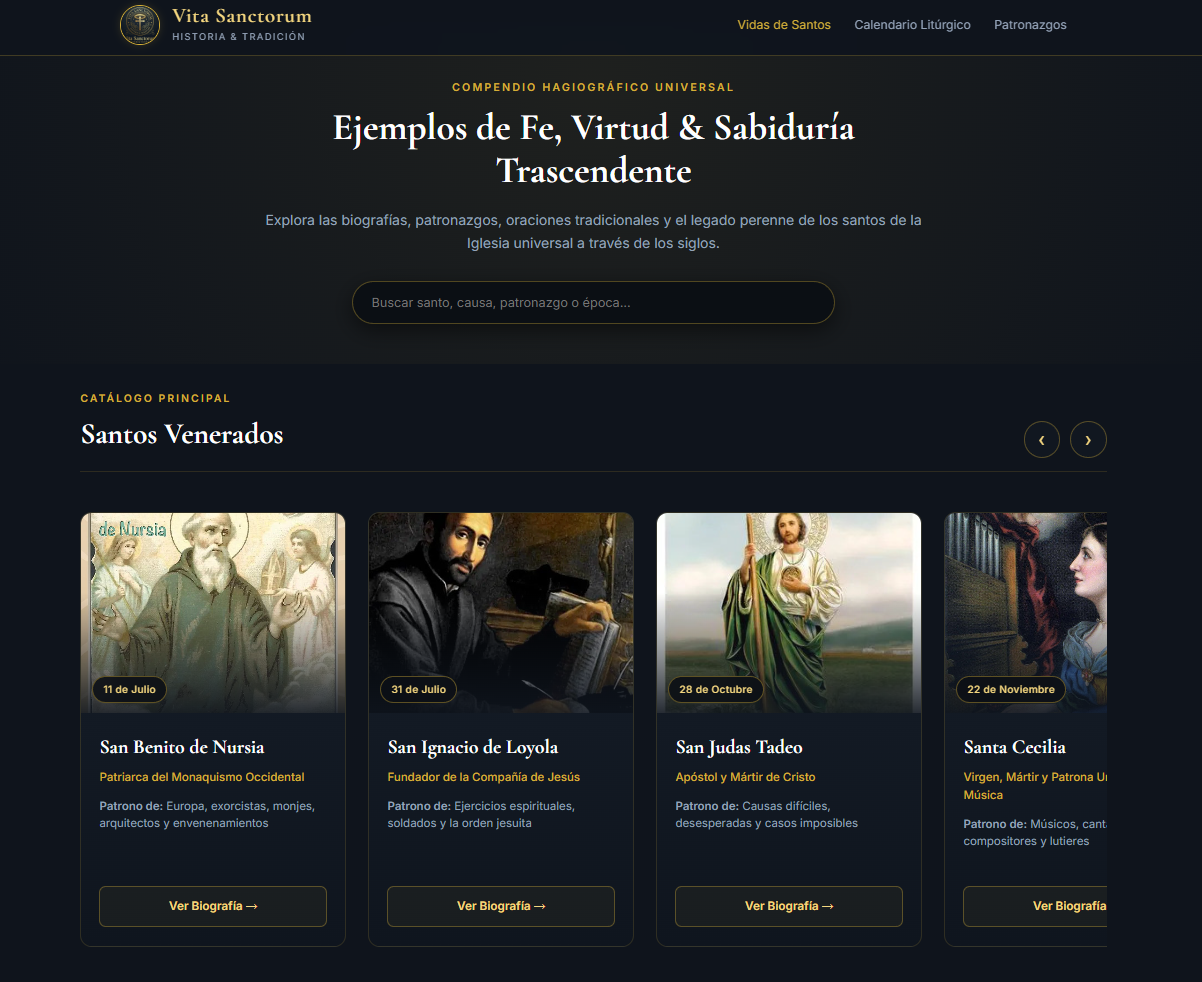 Vita Sanctorum
HISTORIA & TRADICIÓN
Vidas de Santos
Calendario Litúrgico
Patronazgos
COMPENDIO HAGIOGRÁFICO UNIVERSAL
Ejemplos de Fe, Virtud & Sabiduría
Trascendente
Explora las biografías, patronazgos, oraciones tradicionales y el legado perenne de los santos de la
Iglesia universal a través de los siglos.
Buscar santo, causa, patronazgo o época...
CATÁLOGO PRINCIPAL
Santos Venerados
‹
›
de Nursia
11 de Julio
San Benito de Nursia
Patriarca del Monaquismo Occidental
Patrono de: Europa, exorcistas, monjes,
arquitectos y envenenamientos
Ver Biografía →
31 de Julio
San Ignacio de Loyola
Fundador de la Compañía de Jesús
Patrono de: Ejercicios espirituales,
soldados y la orden jesuita
Ver Biografía →
28 de Octubre
San Judas Tadeo
Apóstol y Mártir de Cristo
Patrono de: Causas difíciles,
desesperadas y casos imposibles
Ver Biografía →
22 de Noviembre
Santa Cecilia
Virgen, Mártir y Patrona
Música
Patrono de: Músicos,
compositores y lutieres
Ver Biografía